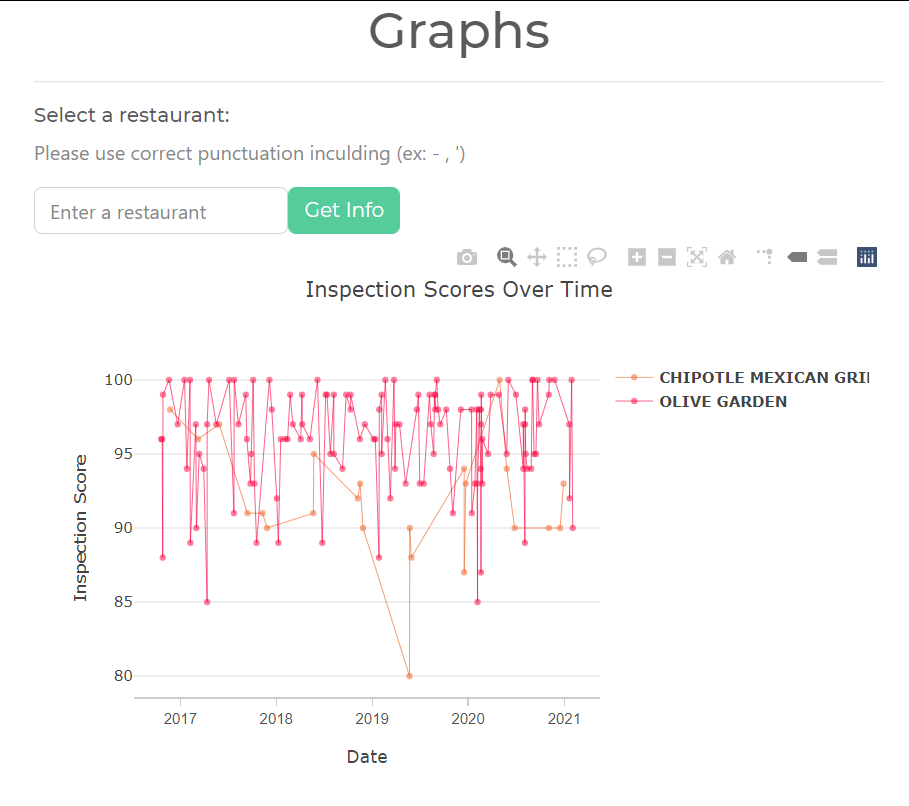 Graphs
Select a restaurant:
Please use correct punctuation inculding (ex: - , ')
Enter a restaurant
Get Info
Inspection Scores Over Time
100
95
90
85
80
Inspection Score
2017 2018 2019 2020 2021
Date
CHIPOTLE MEXICAN GRI
OLIVE GARDEN